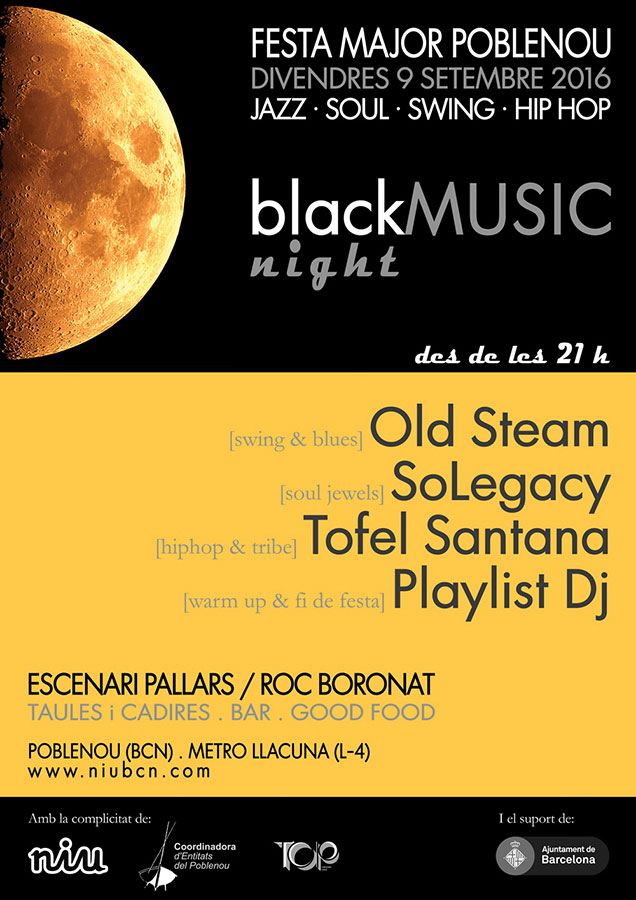 FESTA MAJOR POBLENOU
DIVENDRES 9 SETEMBRE 2016
JAZZ · SOUL · SWING · HIP HOP
blackMUSIC
night
des de les 21 h
[swing & blues] Old Steam
[soul jewels] SoLegacy
[hiphop & tribe] Tofel Santana
[warm up & fi de festa] Playlist Dj
ESCENARI PALLARS / ROC BORONAT
TAULES i CADIRES . BAR . GOOD FOOD
POBLENOU (BCN) . METRO LLACUNA (L-4)
www.niubcn.com
Amb la complicitat de:
niu
Coordinadora
d'Entitats
del Poblenou
TOP
I el suport de:
Ajuntament de
Barcelona